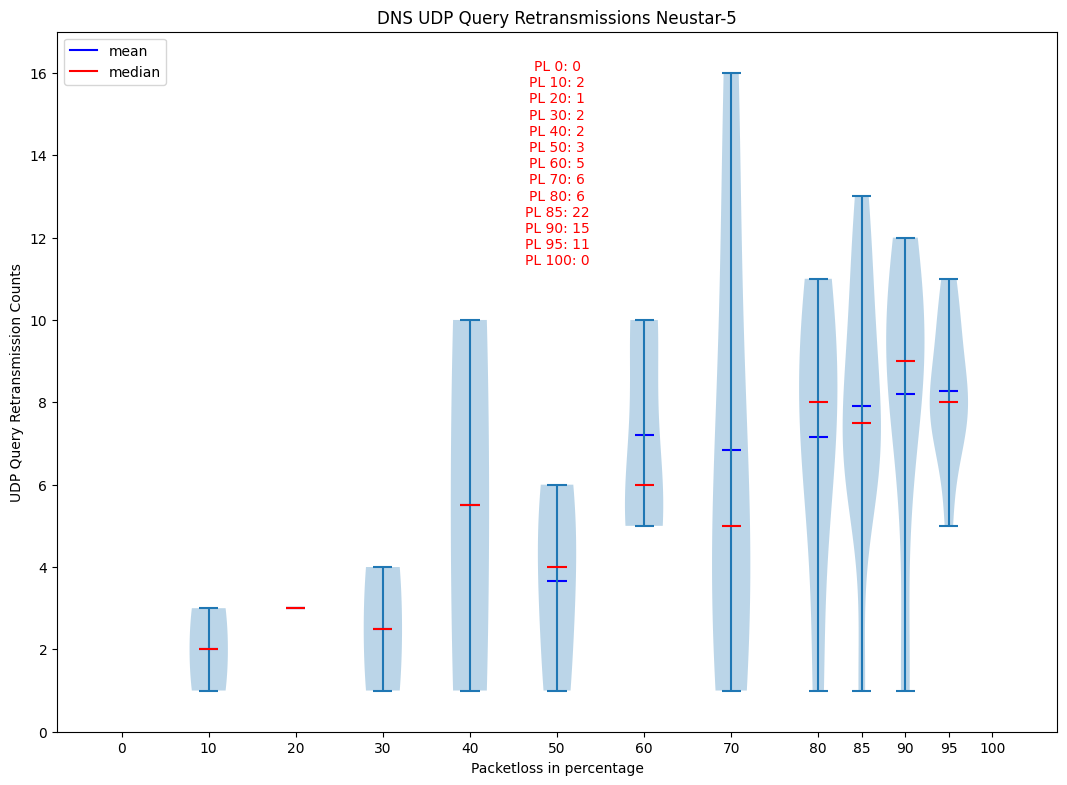 DNS UDP Query Retransmissions Neustar-5
mean
median
PL 0: 0
PL 10: 2
PL 20: 1
PL 30: 2
PL 40: 2
PL 50: 3
PL 60: 5
PL 70: 6
PL 80: 6
PL 85: 22
PL 90: 15
PL 95: 11
PL 100: 0
UDP Query Retransmission Counts
16
14
12
10
8
6
4
2
0
0 10 20 30 40 50 60 70 80 85 90 95 100
Packetloss in percentage